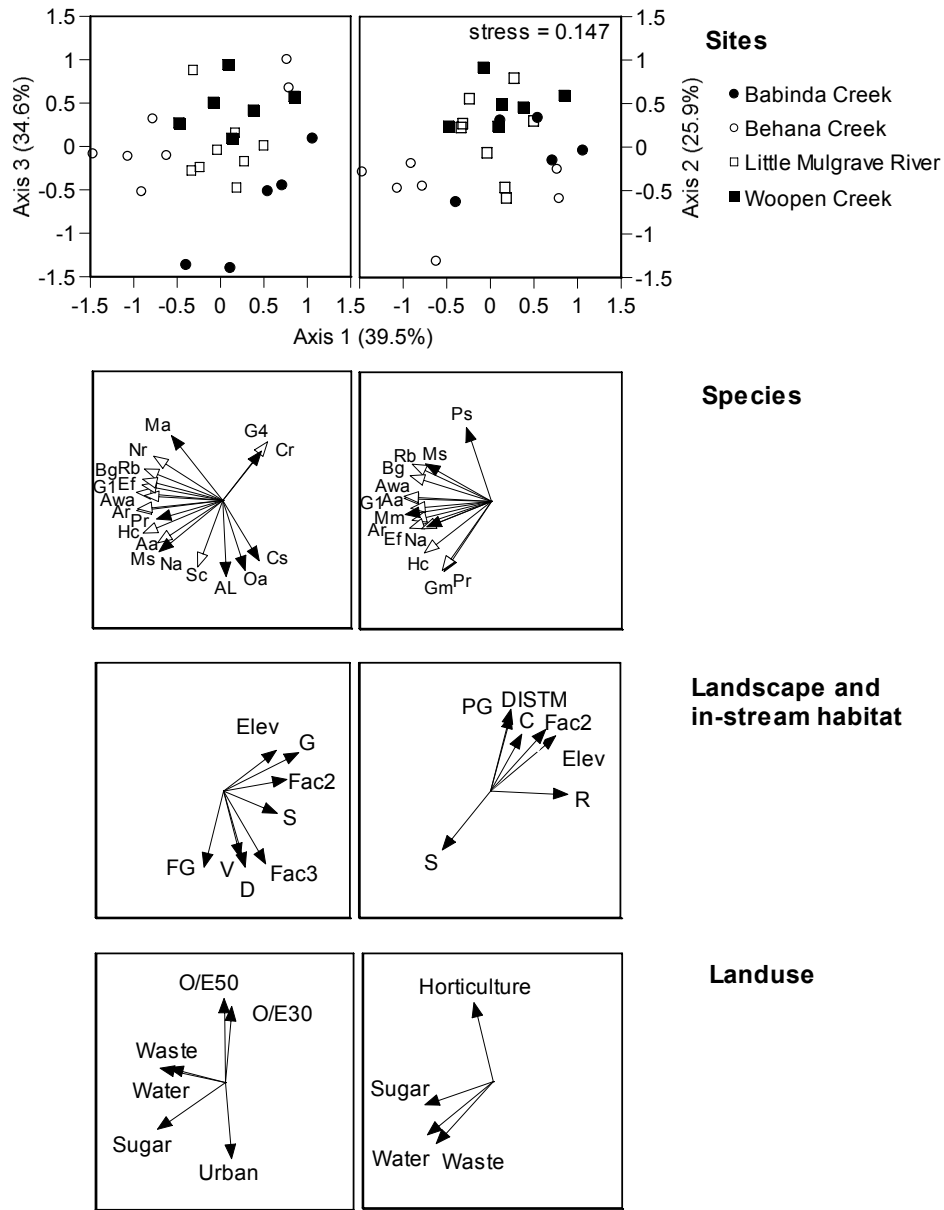 1.5
1
0.5
0
-0.5
-1
-1.5
Axis 3 (34.6%)
-1.5 -1 -0.5 0 0.5 1 1.5
stress = 0.147
1.5
1
0.5
0
-0.5
-1
-1.5
Axis 2 (25.9%)
-1.5 -1 -0.5 0 0.5 1 1.5
Axis 1 (39.5%)
Sites
Babinda Creek
Behana Creek
Little Mulgrave River
Woopen Creek
Species
Ma
G4
Cr
Nr
Bg Rb
G1 Ef
Awa
Ar Pr
Hc
Aa
Ms Na
Sc
AL
Oa
Cs
Ps
Rb Ms
Bg
Awa
Aa
G1
Mm
Ar
Ef Na
Hc
Gm Pr
Landscape and
in-stream habitat
Elev
G
Fac2
S
FG
V
D
Fac3
PG
DISTM
C
Fac2
Elev
R
S
Landuse
O/E50
O/E30
Waste
Water
Sugar
Urban
Horticulture
Sugar
Water
Waste